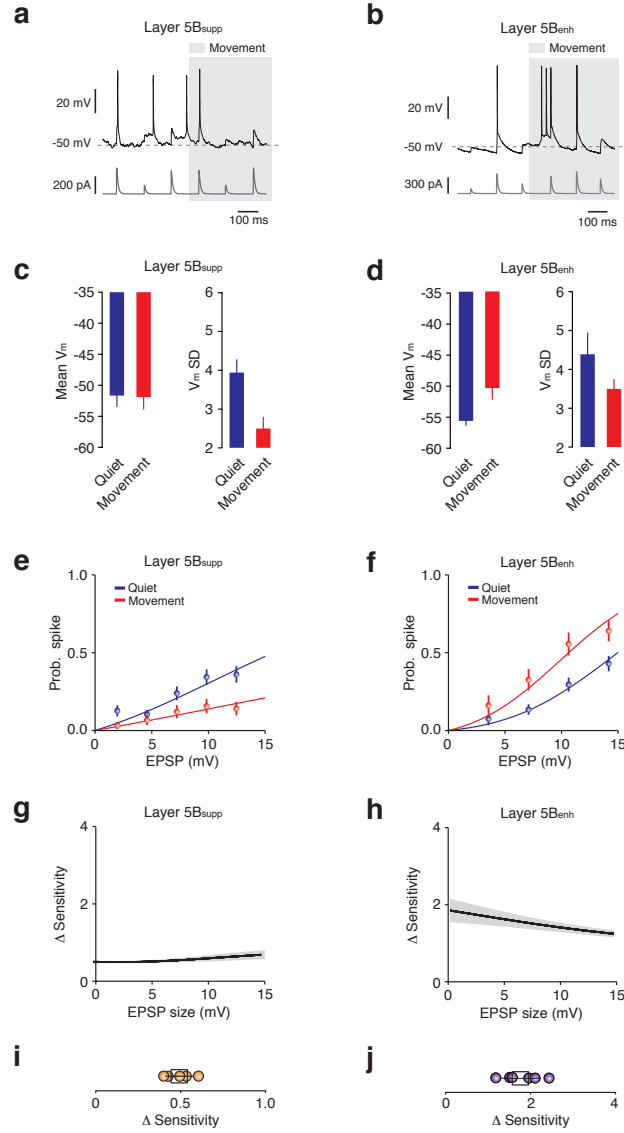 a
Layer 5Bsupp
Movement
20 mV
-50 mV
200 pA
100 ms
b
Layer 5Benh
Movement
20 mV
-50 mV
300 pA
100 ms
c
Layer 5Bsupp
Mean Vm
-35
-40
-45
-50
-55
-60
Quiet
Movement
Vm SD
6
5
4
3
2
Quiet
Movement
d
Layer 5Benh
Mean Vm
-35
-40
-45
-50
-55
-60
Quiet
Movement
Vm SD
6
5
4
3
2
Quiet
Movement
e
Layer 5Bsupp
Prob. spike
1.0
0.5
0.0
Quiet
Movement
0 5 10 15
EPSP (mV)
f
Layer 5Benh
Prob. spike
1.0
0.5
0.0
Quiet
Movement
0 5 10 15
EPSP (mV)
g
Layer 5Bsupp
Δ Sensitivity
4
2
0
0 5 10 15
EPSP size (mV)
h
Layer 5Benh
Δ Sensitivity
4
2
0
0 5 10 15
EPSP size (mV)
i
0 0.5 1.0
Δ Sensitivity
j
0 2 4
Δ Sensitivity